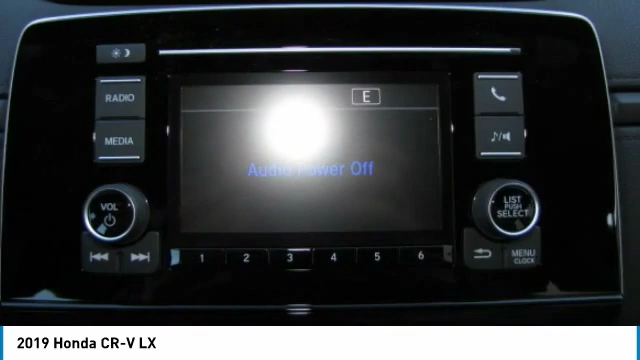 E
RADIO
MEDIA
Audio Power Off
VOL
LIST
PUSH
SELECT
1 2 3 4 5 6
MENU
CLOCK
2019 Honda CR-V LX